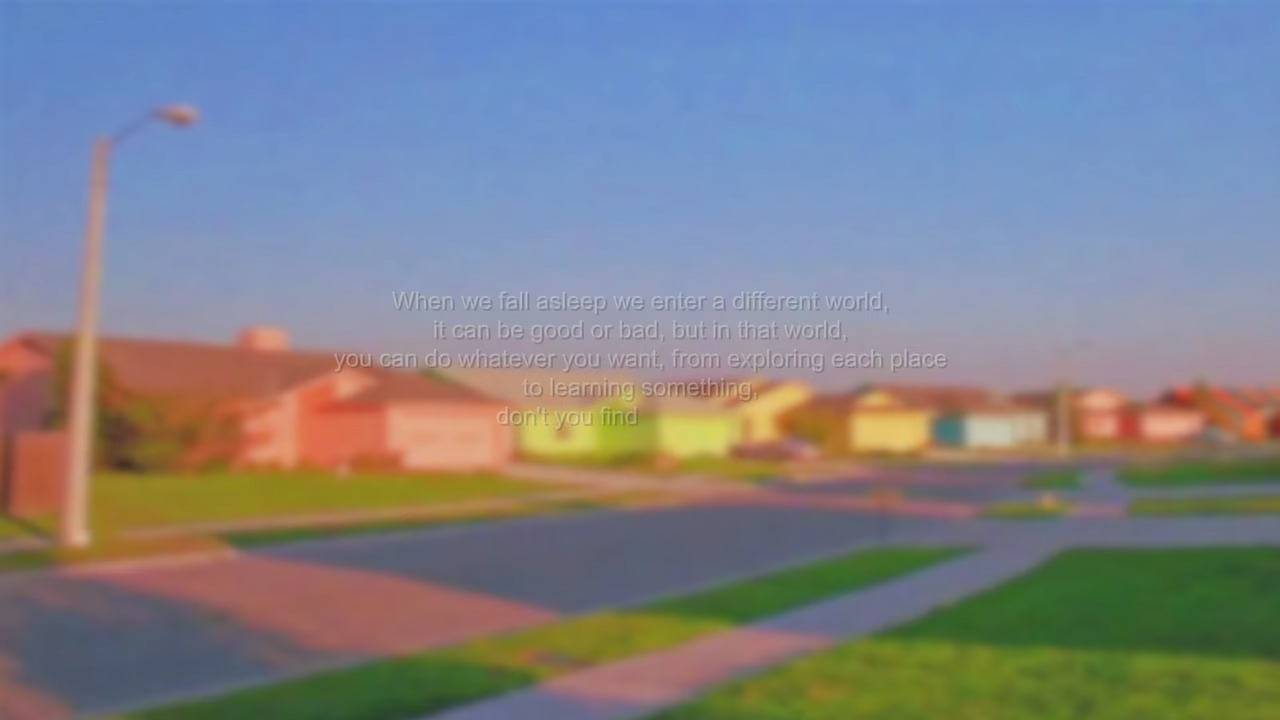 When we fall asleep we enter a different world,
it can be good or bad, but in that world,
you can do whatever you want, from exploring each place
to learning something,
don't you find